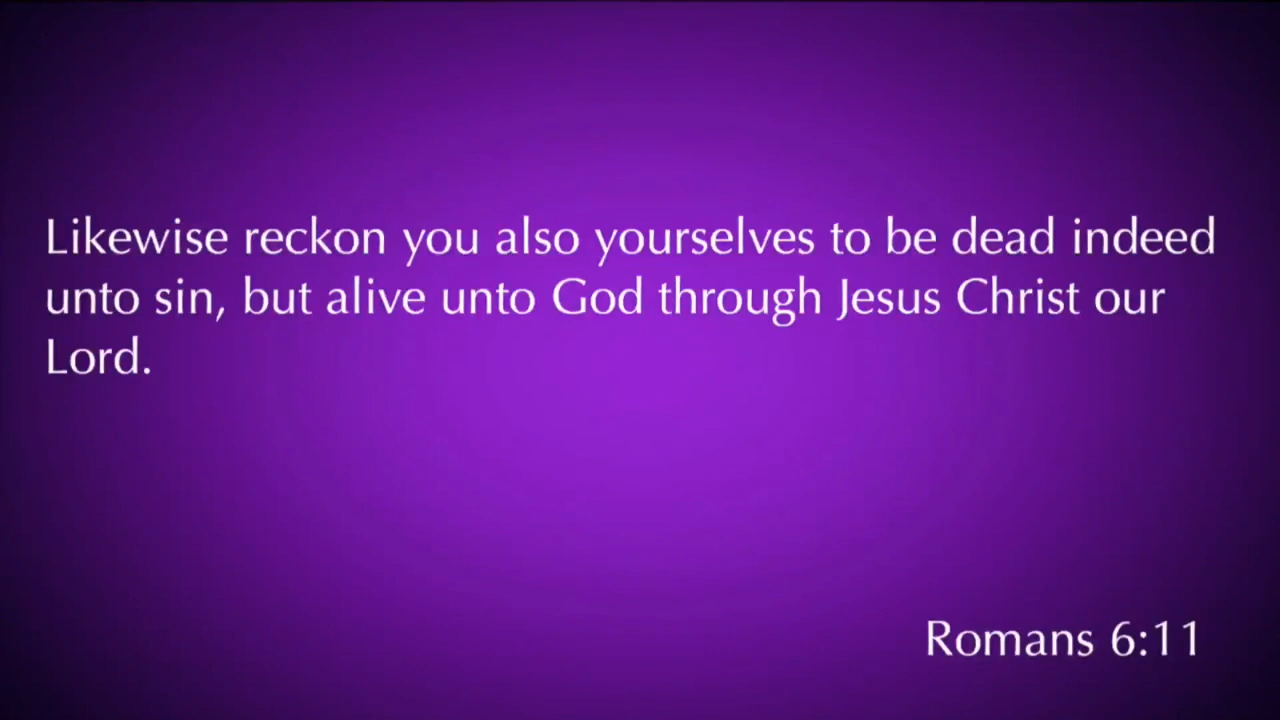 Likewise reckon you also yourselves to be dead indeed
unto sin, but alive unto God through Jesus Christ our
Lord.
Romans 6:11